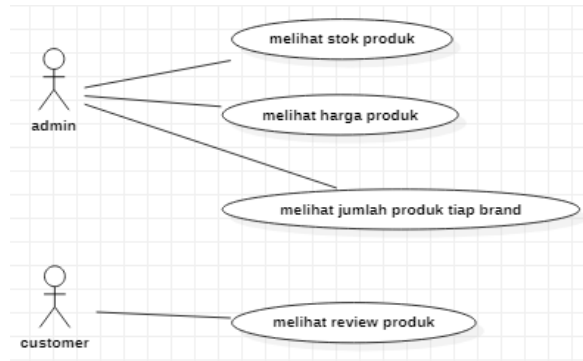 melihat stok produk
admin
melihat harga produk
melihat jumlah produk tiap brand
customer
melihat review produk